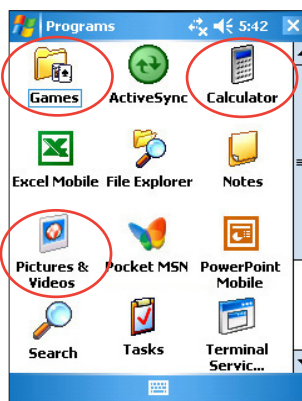 Programs 5:42
Games ActiveSync Calculator
Excel Mobile File Explorer Notes
Pictures & Videos Pocket MSN PowerPoint Mobile
Search Tasks Terminal Servic...